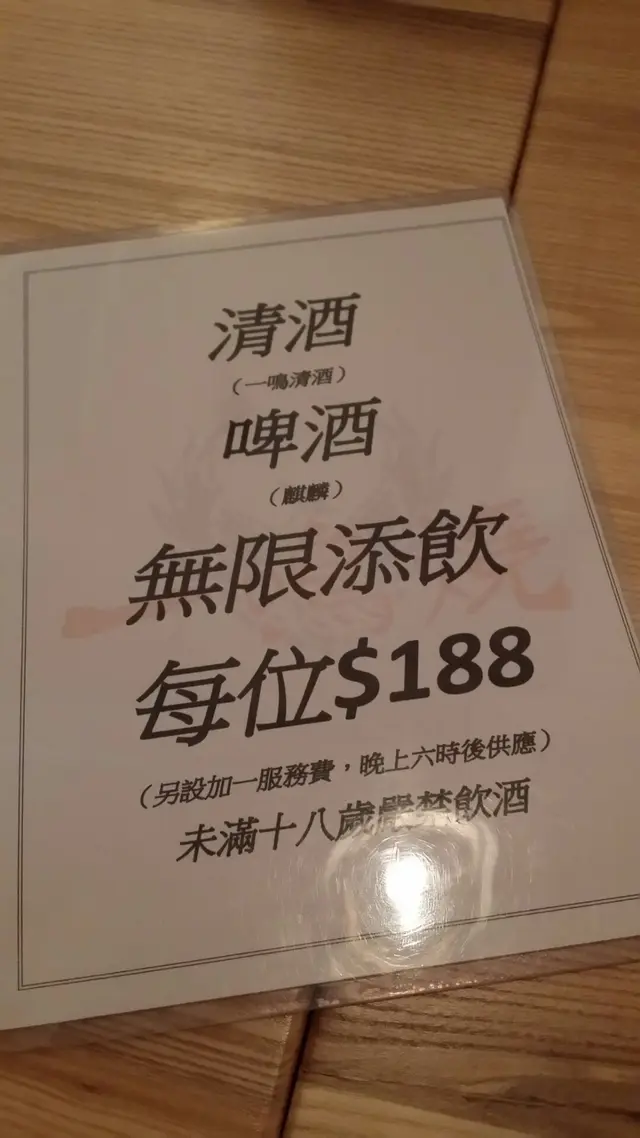 清酒
（一鳴清酒）
啤酒
（麒麟）
無限添飲
每位$188
（另設加一服務費，晚上六時後供應）
未滿十八歲嚴禁飲酒